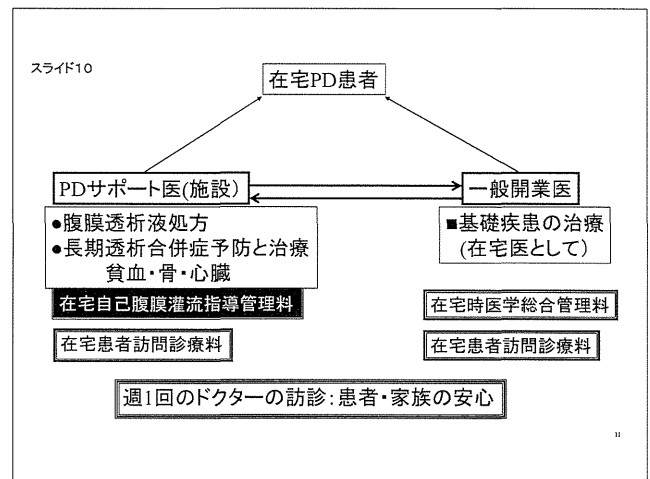 スライド10
在宅PD患者
PDサポート医(施設)
一般開業医
●腹膜透析液処方
●長期透析合併症予防と治療
貧血・骨・心臓
■基礎疾患の治療
(在宅医として)
在宅自己腹膜灌流指導管理料
在宅時医学総合管理料
在宅患者訪問診療料
在宅患者訪問診療料
週1回のドクターの訪診:患者・家族の安心
11